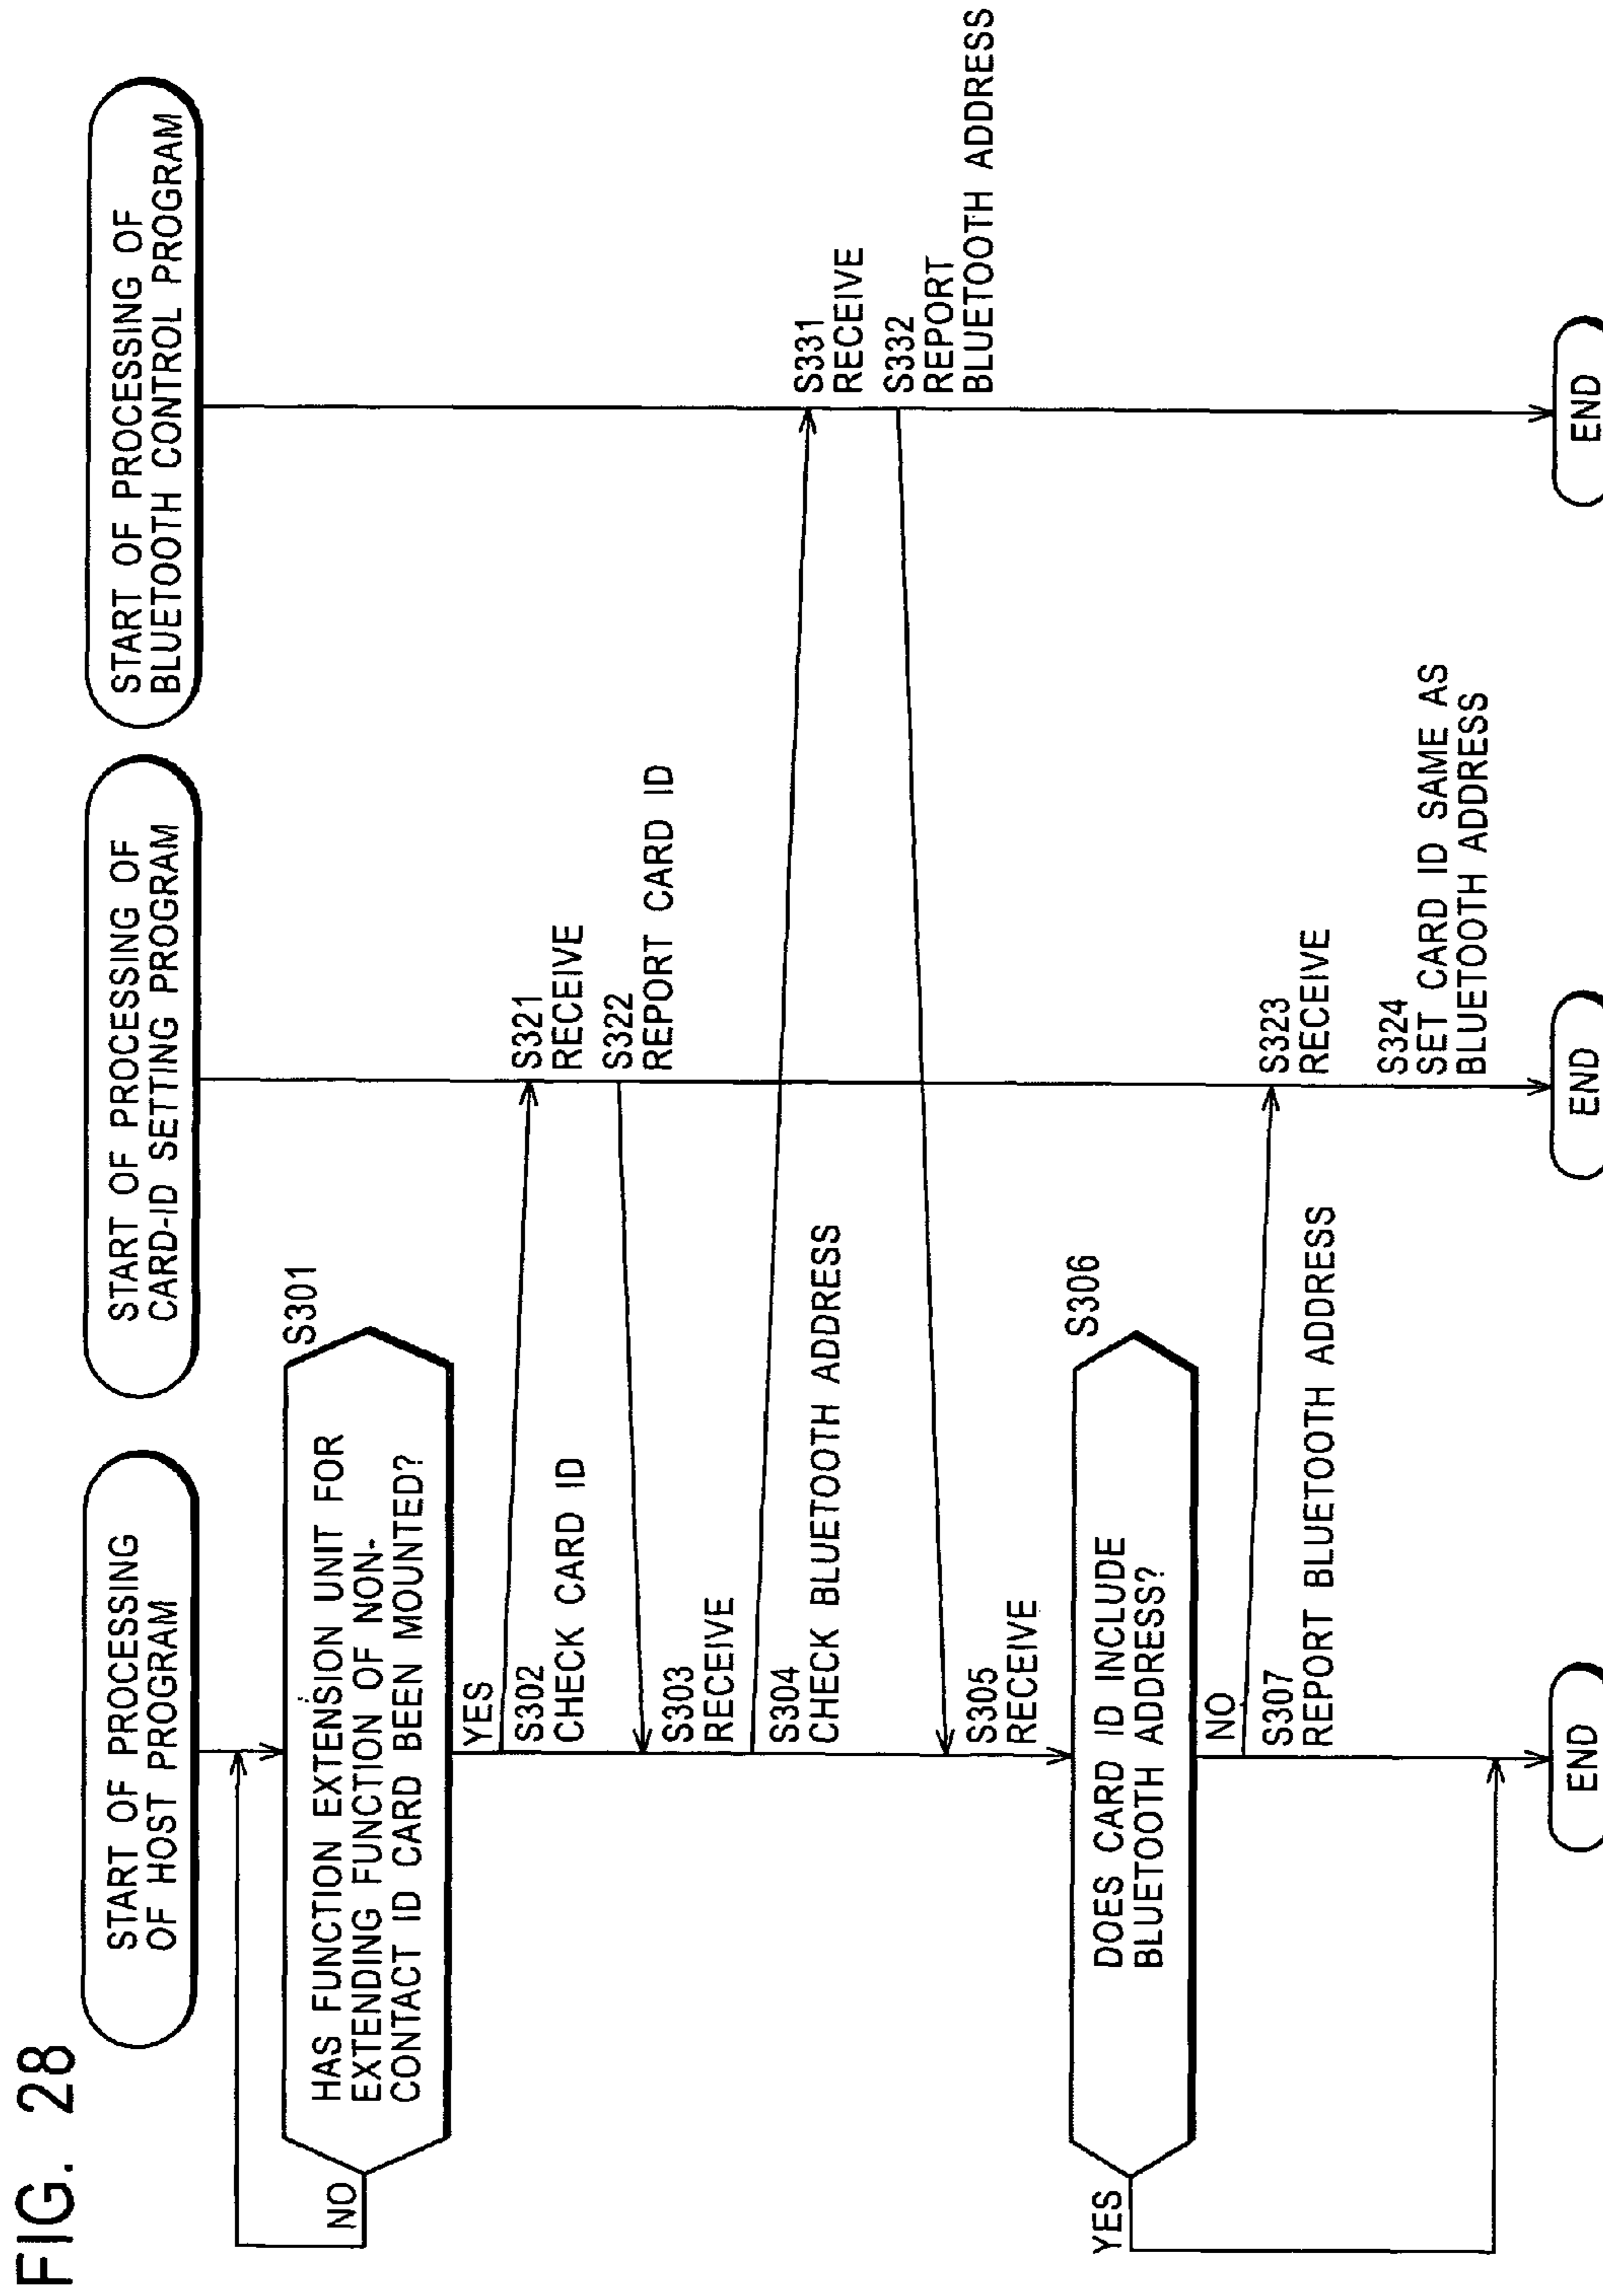 FIG. 28
START OF PROCESSING
OF HOST PROGRAM
START OF PROCESSING OF
CARD-ID SETTING PROGRAM
START OF PROCESSING OF
BLUETOOTH CONTROL PROGRAM
S301
HAS FUNCTION EXTENSION UNIT FOR
EXTENDING FUNCTION OF NON-
CONTACT ID CARD BEEN MOUNTED?
NO
YES
S302
CHECK CARD ID
S321
RECEIVE
S322
REPORT CARD ID
S303
RECEIVE
S304
CHECK BLUETOOTH ADDRESS
S331
RECEIVE
S332
REPORT
BLUETOOTH ADDRESS
S305
RECEIVE
S306
DOES CARD ID INCLUDE
BLUETOOTH ADDRESS?
YES
NO
S307
REPORT BLUETOOTH ADDRESS
S323
RECEIVE
S324
SET CARD ID SAME AS
BLUETOOTH ADDRESS
END
END
END